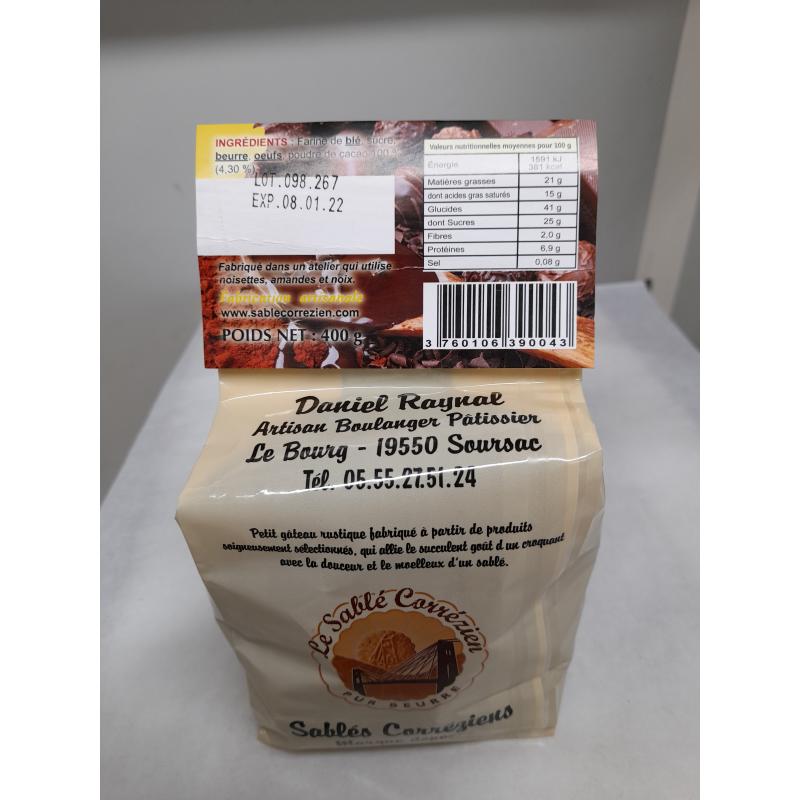 INGRÉDIENTS : Farine de blé, sucre,
beurre, oeufs, poudre de cacao 100 %
(4,30 %)
LOT.098.267
EXP.08.01.22
Fabriqué dans un atelier qui utilise
noisettes, amandes et noix.
Fabrication artisanale
www.sablecorrezien.com
POIDS NET : 400 g
Valeurs nutritionnelles moyennes pour 100 g
Énergie 1591 kJ
381 kcal
Matières grasses 21 g
dont acides gras saturés 15 g
Glucides 41 g
dont Sucres 25 g
Fibres 2,0 g
Protéines 6,9 g
Sel 0,08 g
3 760106 390043
Daniel Raynal
Artisan Boulanger Pâtissier
Le Bourg - 19550 Soursac
Tél. 05.55.27.51.24
Petit gâteau rustique fabriqué à partir de produits
soigneusement sélectionnés, qui allie le succulent goût d'un croquant
avec la douceur et le moelleux d'un sablé.
Le Sablé Corrézien
PUR BEURRE
Sablés Corréziens
Marque